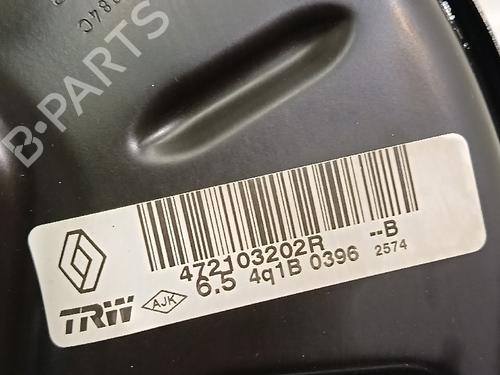 B-PARTS
472103202R --B
6.5 4q1B 0396 2574
TRW AJK